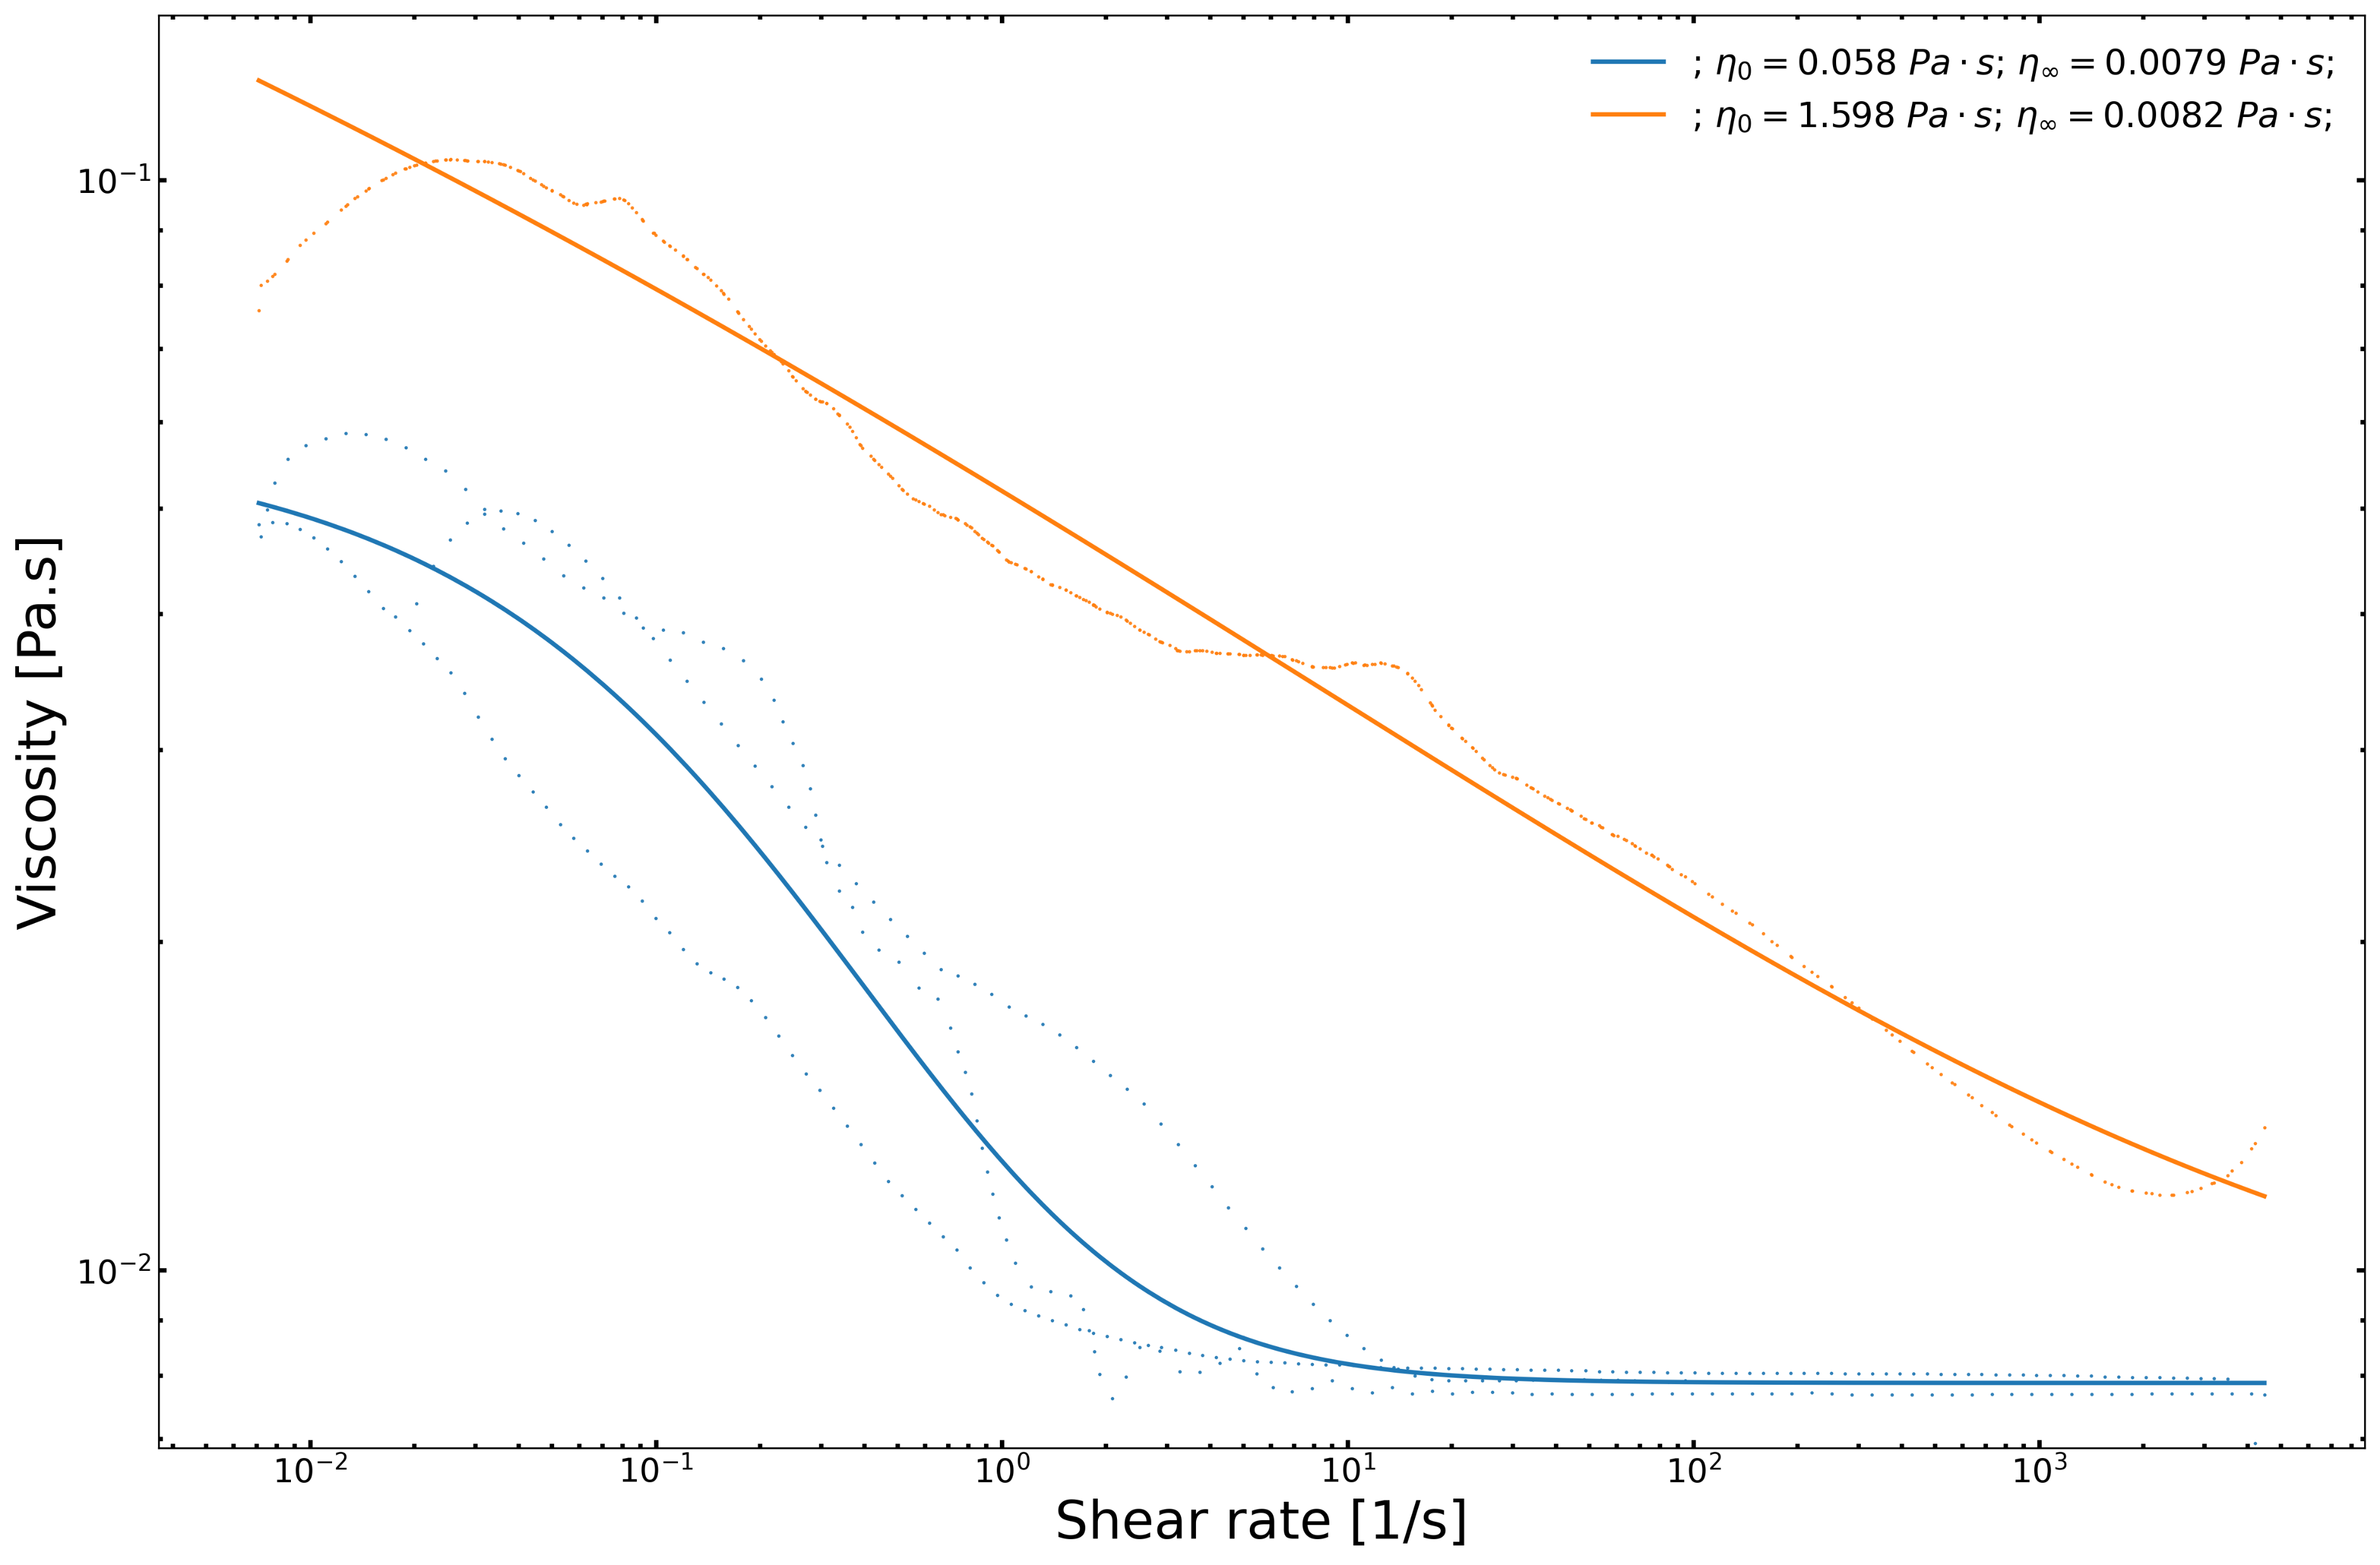 ; η₀ = 0.058 Pa · s; η∞ = 0.0079 Pa · s;
; η₀ = 1.598 Pa · s; η∞ = 0.0082 Pa · s;
10⁻¹
10⁻²
Viscosity [Pa.s]
10⁻² 10⁻¹ 10⁰ 10¹ 10² 10³
Shear rate [1/s]